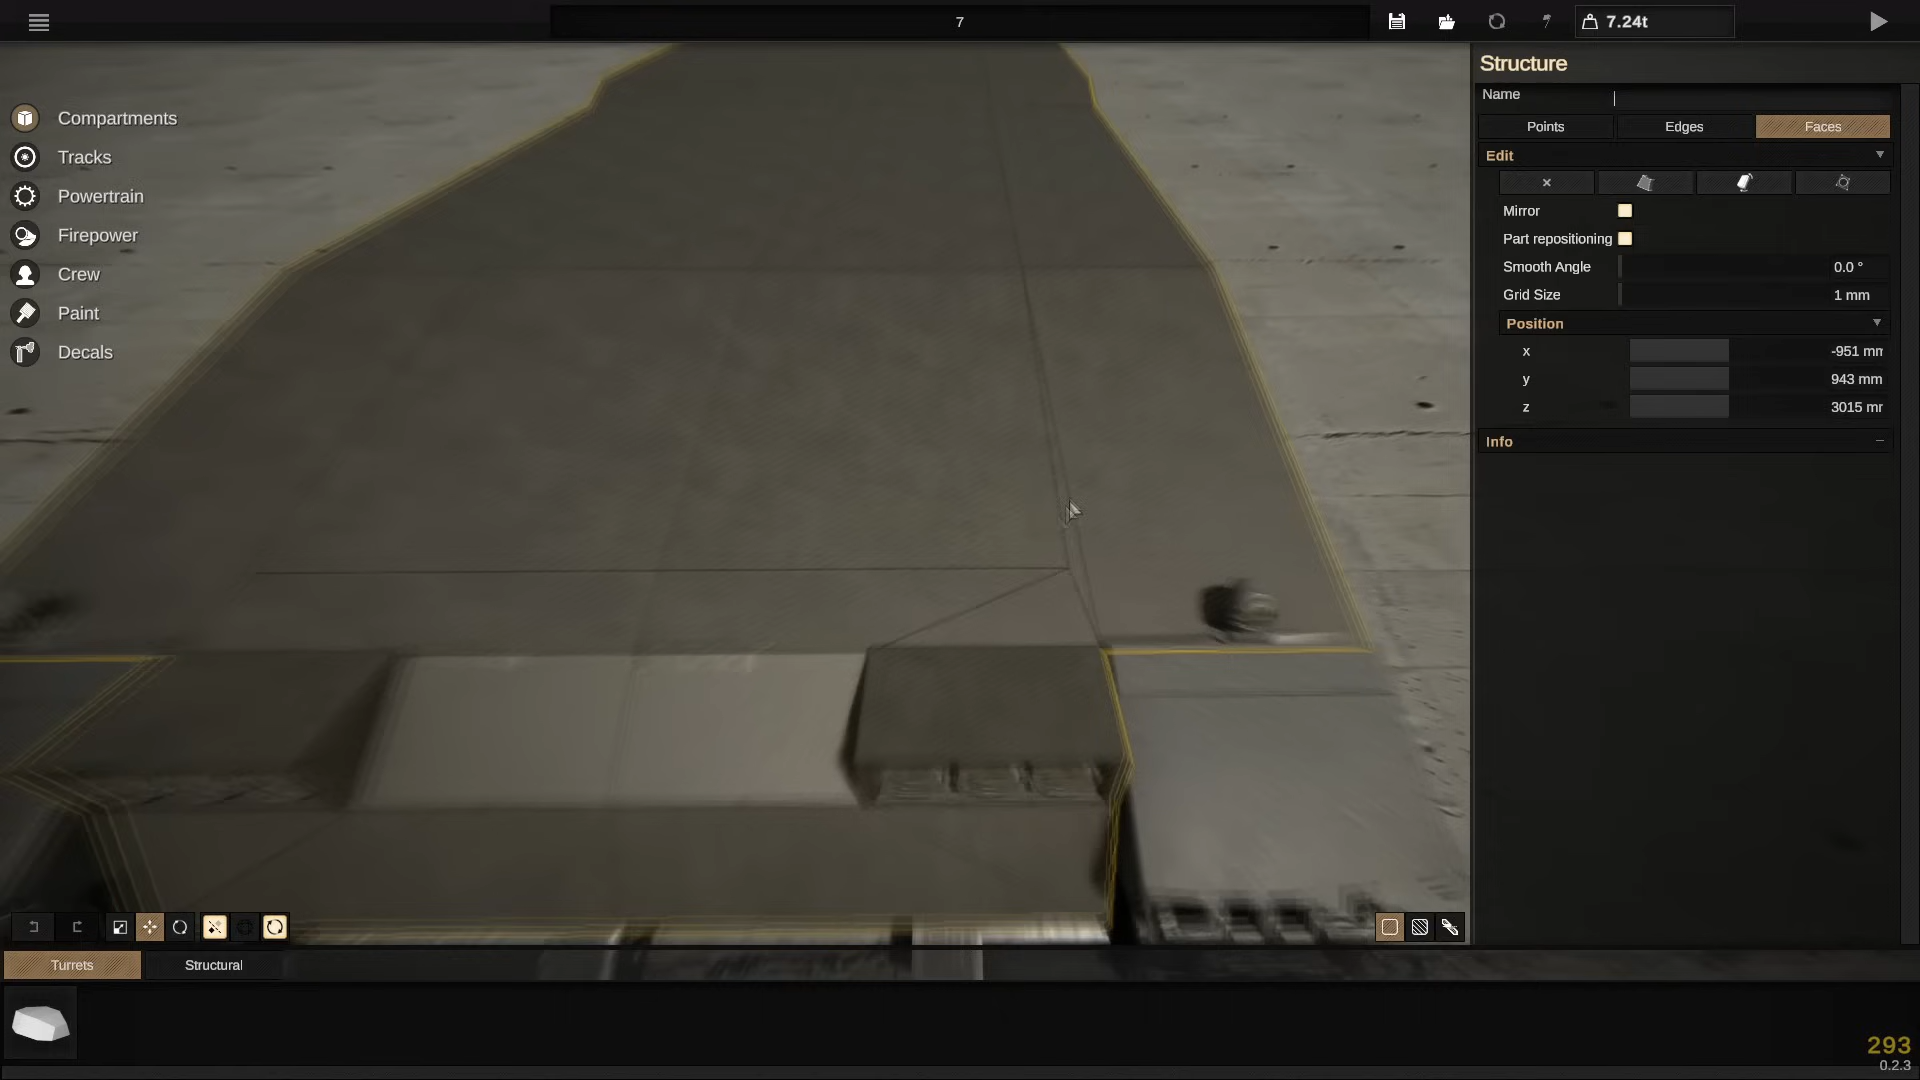 7
7.24t
Compartments
Tracks
Powertrain
Firepower
Crew
Paint
Decals
Structure
Name
Points Edges Faces
Edit
Mirror
Part repositioning
Smooth Angle 0.0 °
Grid Size 1 mm
Position
x -951 mm
y 943 mm
z 3015 mr
Info
Turrets Structural
293
0.2.3